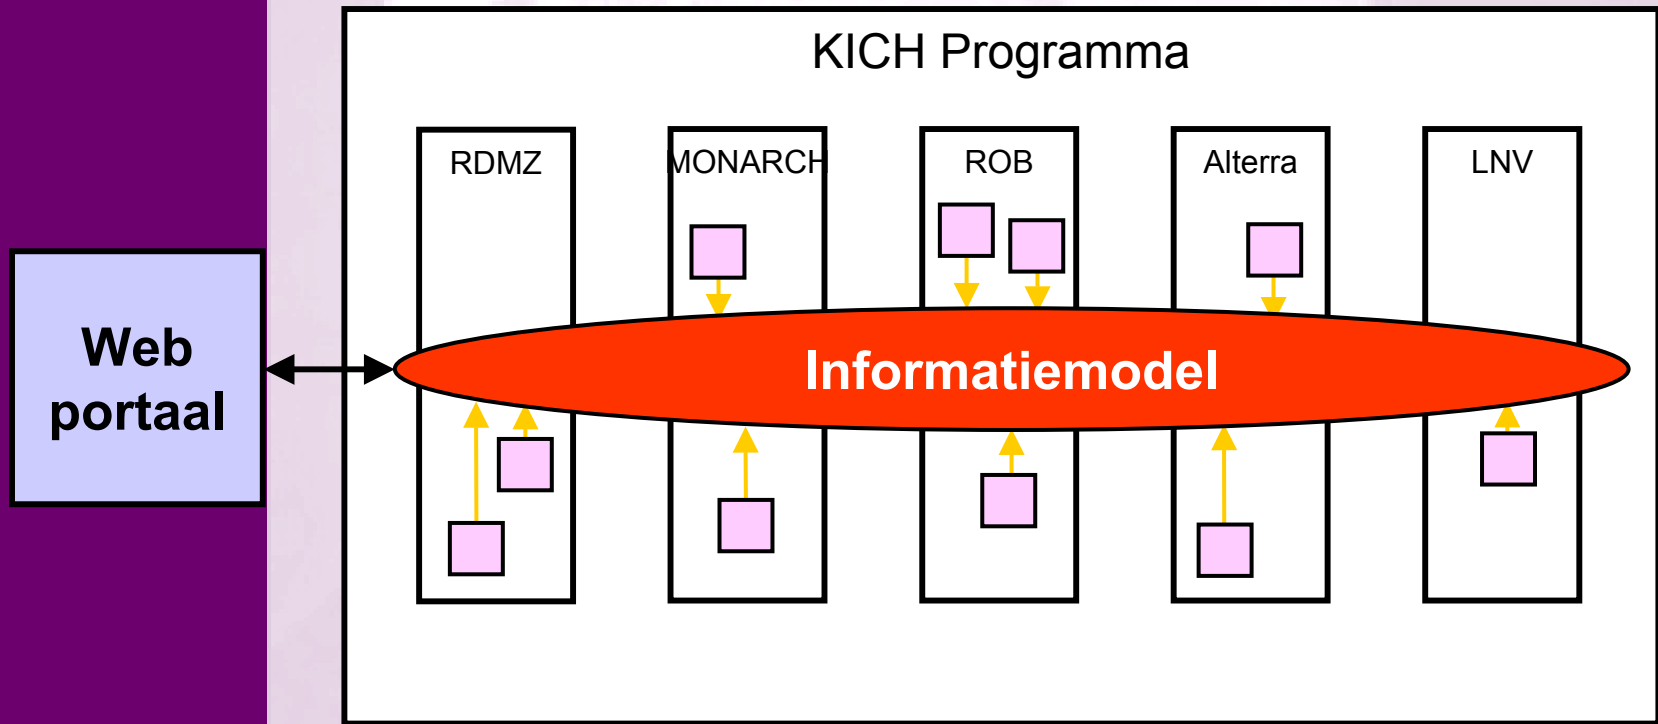 KICH Programma
RDMZ
MONARCH
ROB
Alterra
LNV
Web
portaal
Informatiemodel